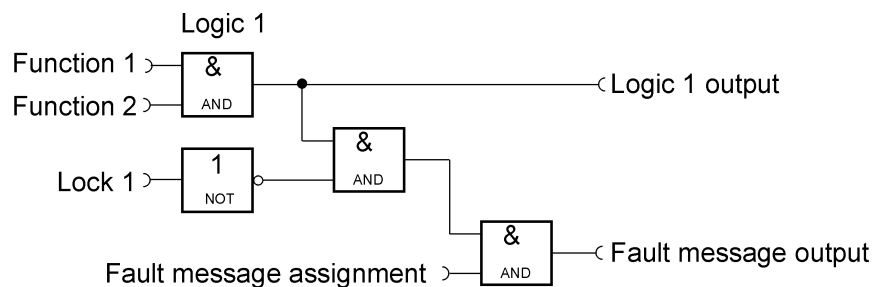 Logic 1
Function 1
&
Function 2
AND
Logic 1 output
&
AND
Lock 1
1
NOT
&
AND
Fault message output
Fault message assignment